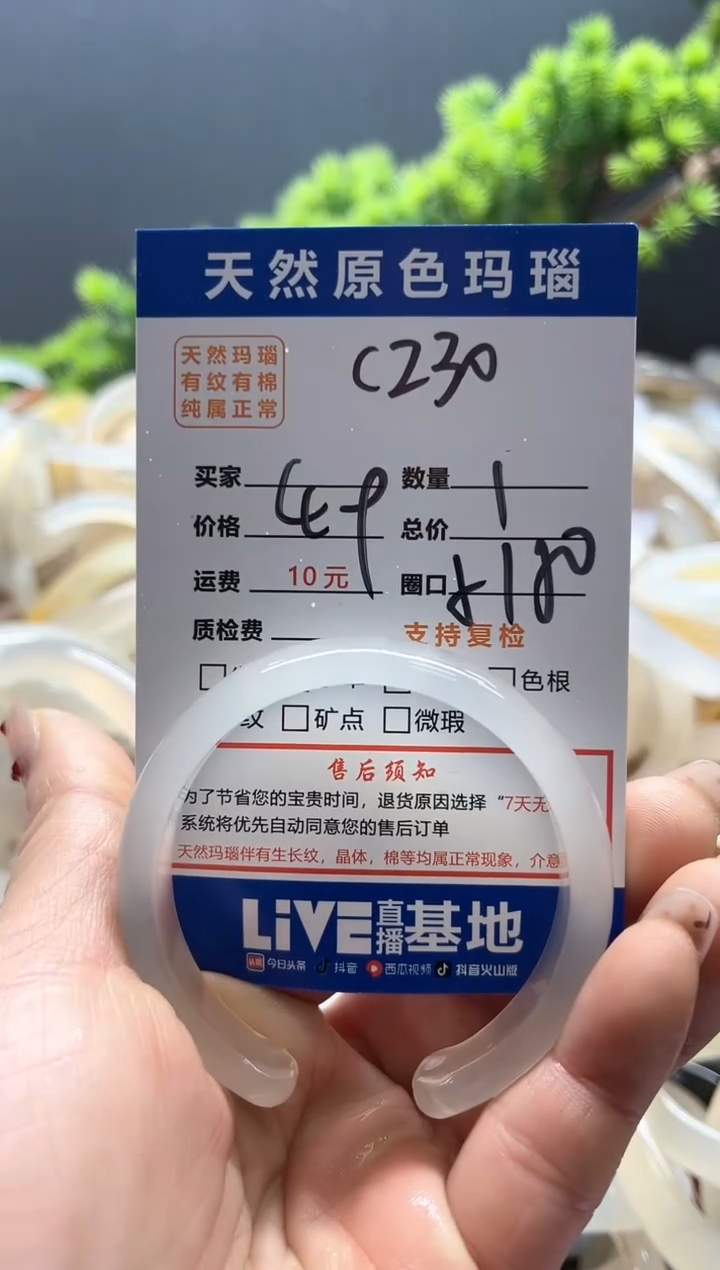 天然原色玛瑙
天然玛瑙
有纹有棉
纯属正常
C230
买家 数量 1
价格 总价
运费 10元 圈口
质检费 支持复检
色根
纹 矿点 微瑕
售后须知
为了节省您的宝贵时间，退货原因选择“7天无
系统将优先自动同意您的售后订单
天然玛瑙伴有生长纹，晶体，棉等均属正常现象，介意
LiVE直播基地
头条 今日头条 抖音 西瓜视频 抖音火山版